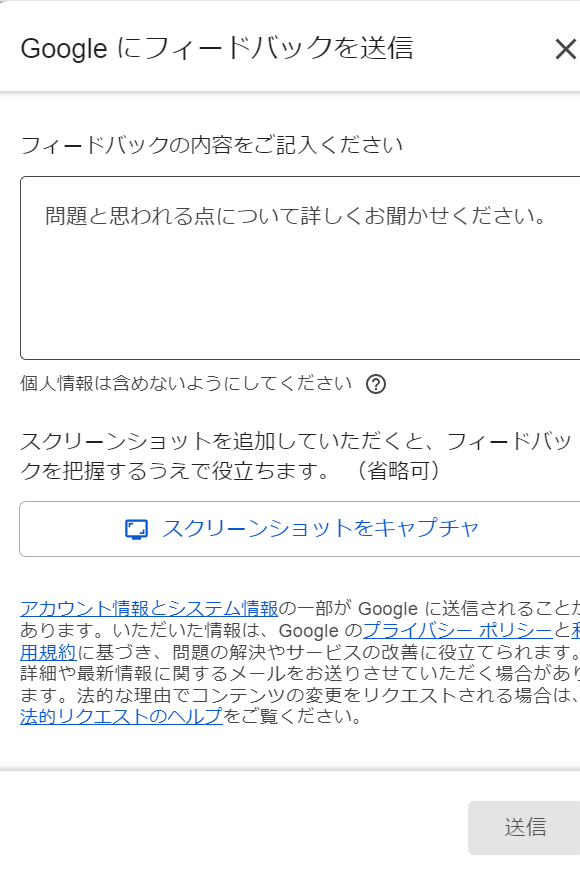 Google にフィードバックを送信
フィードバックの内容をご記入ください
問題と思われる点について詳しくお聞かせください。
個人情報は含めないようにしてください
スクリーンショットを追加していただくと、フィードバッ
クを把握するうえで役立ちます。 （省略可）
スクリーンショットをキャプチャ
アカウント情報とシステム情報の一部が Google に送信されることが
あります。いただいた情報は、Google のプライバシー ポリシーと利
用規約に基づき、問題の解決やサービスの改善に役立てられます。
詳細や最新情報に関するメールをお送りさせていただく場合があり
ます。法的な理由でコンテンツの変更をリクエストされる場合は、
法的リクエストのヘルプをご覧ください。
送信